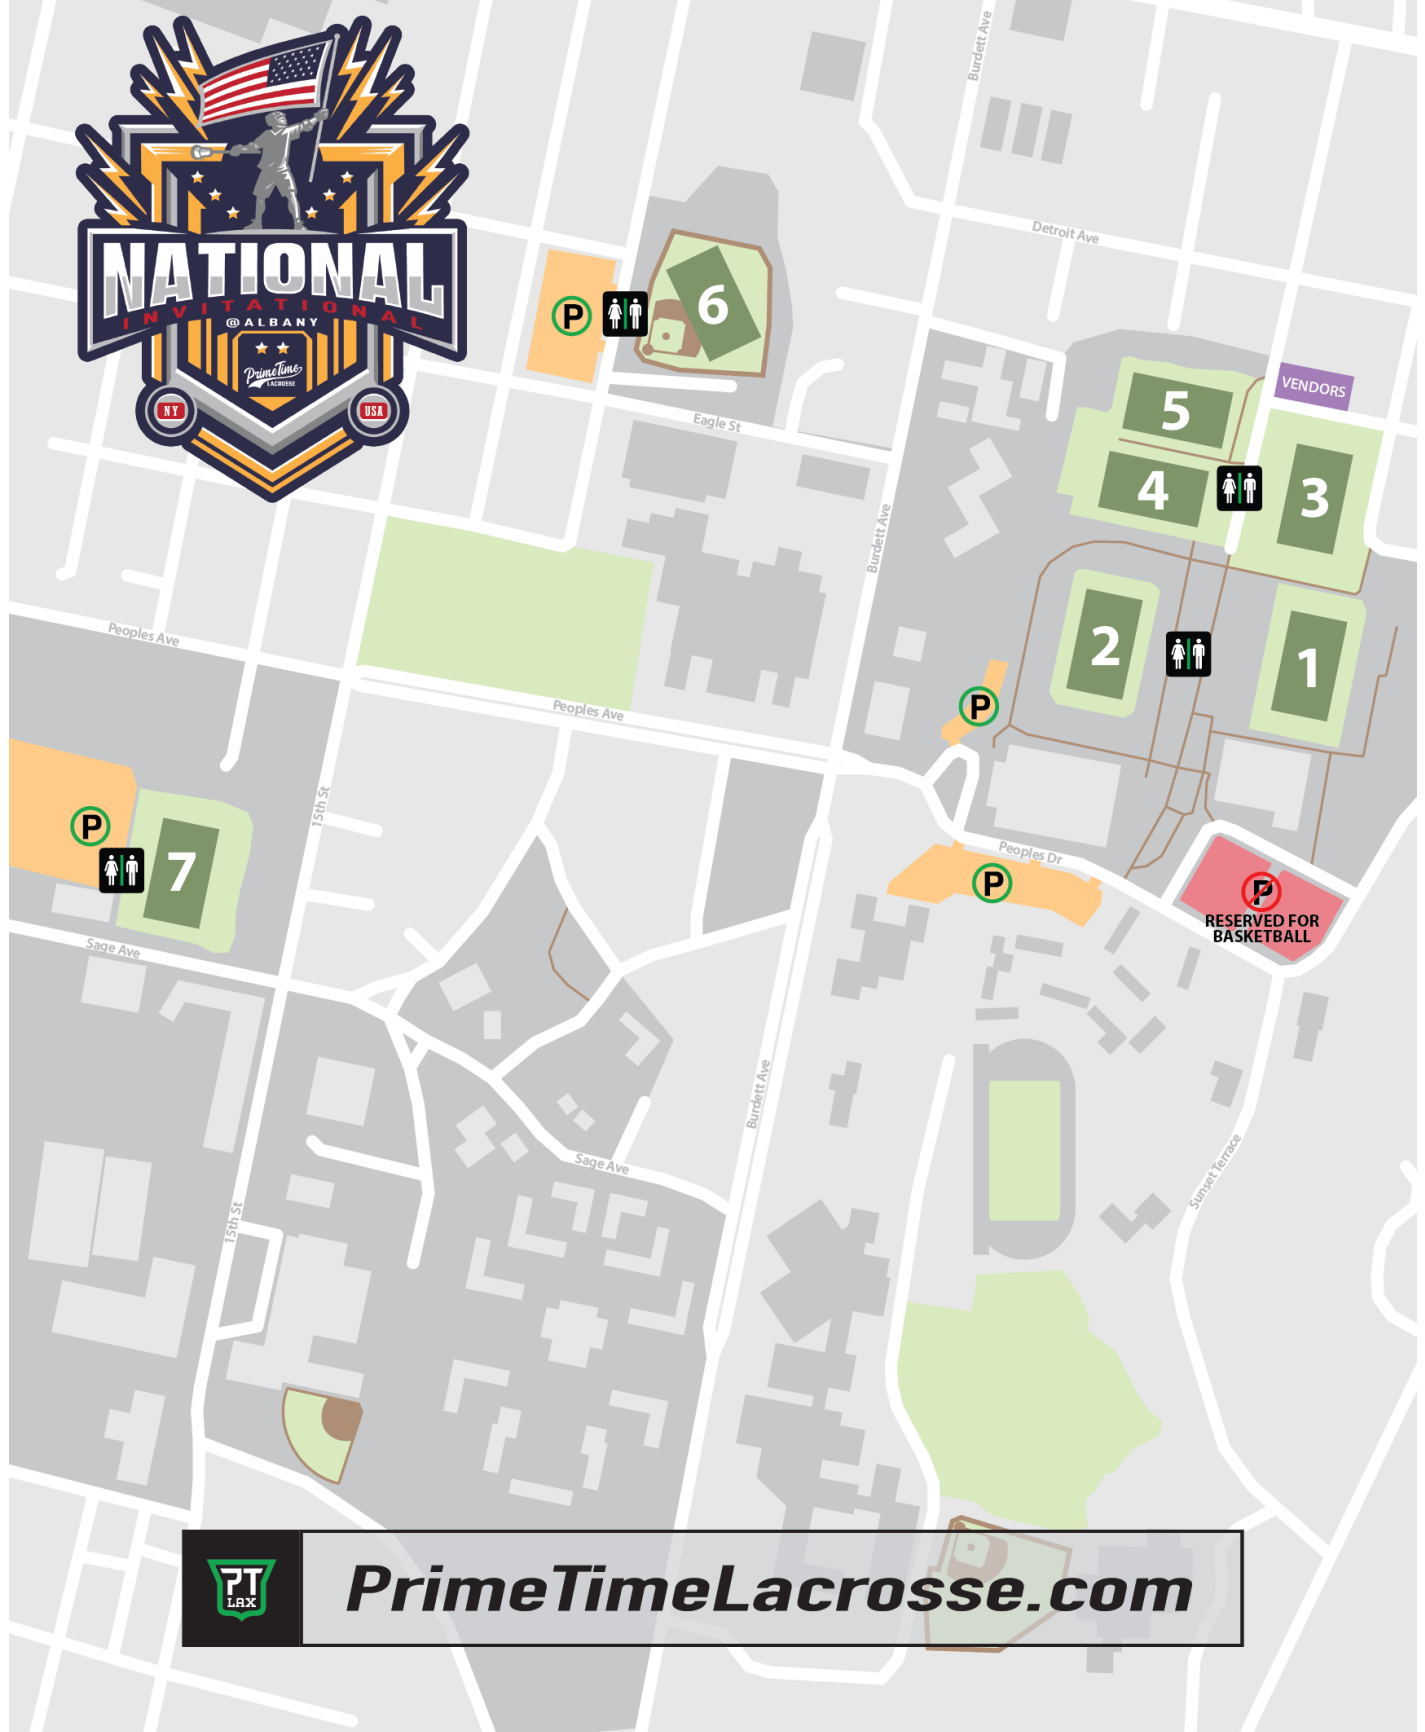 NATIONAL
INVITATIONAL
@ALBANY
PrimeTime
LACROSSE
NY
USA
Burdett Ave
Detroit Ave
6
P
VENDORS
5
4
3
Eagle St
Burdett Ave
Peoples Ave
2
1
P
Peoples Ave
15th St
P
7
Peoples Dr
P
P
RESERVED FOR
BASKETBALL
Sage Ave
Burdett Ave
Sage Ave
Sunset Terrace
15th St
PT
LAX
PrimeTimeLacrosse.com